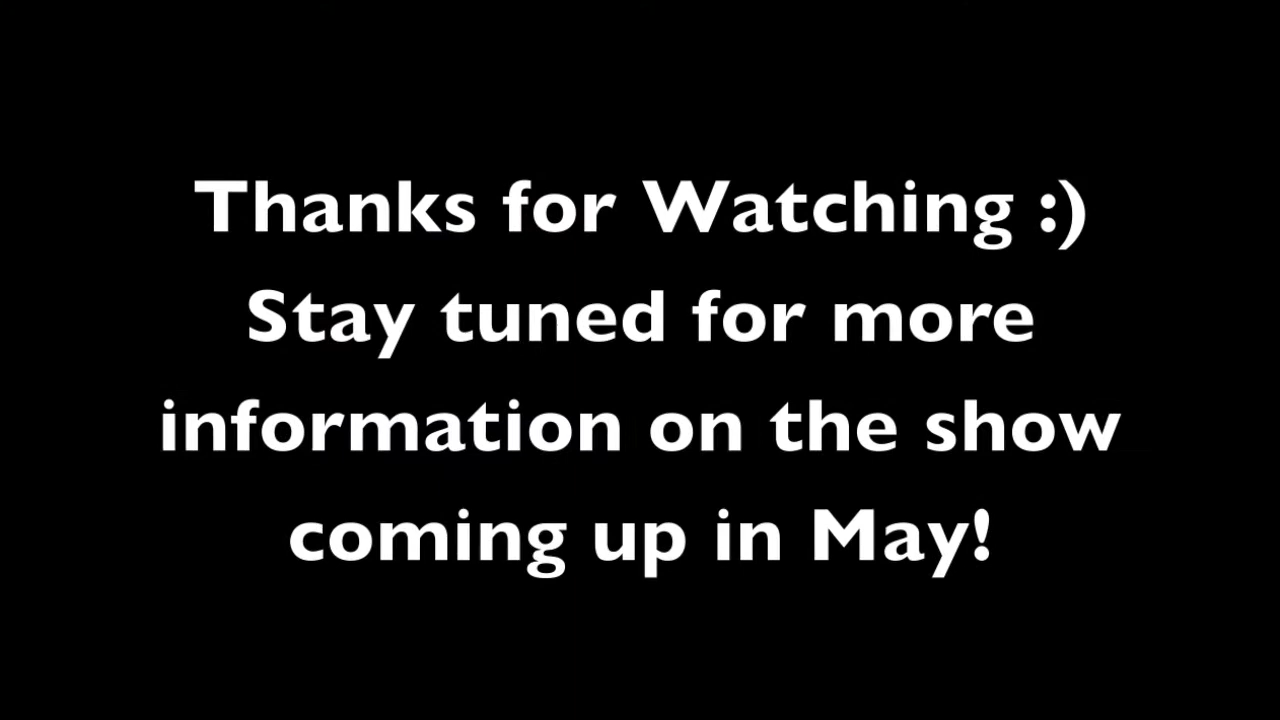 Thanks for Watching :)
Stay tuned for more
information on the show
coming up in May!